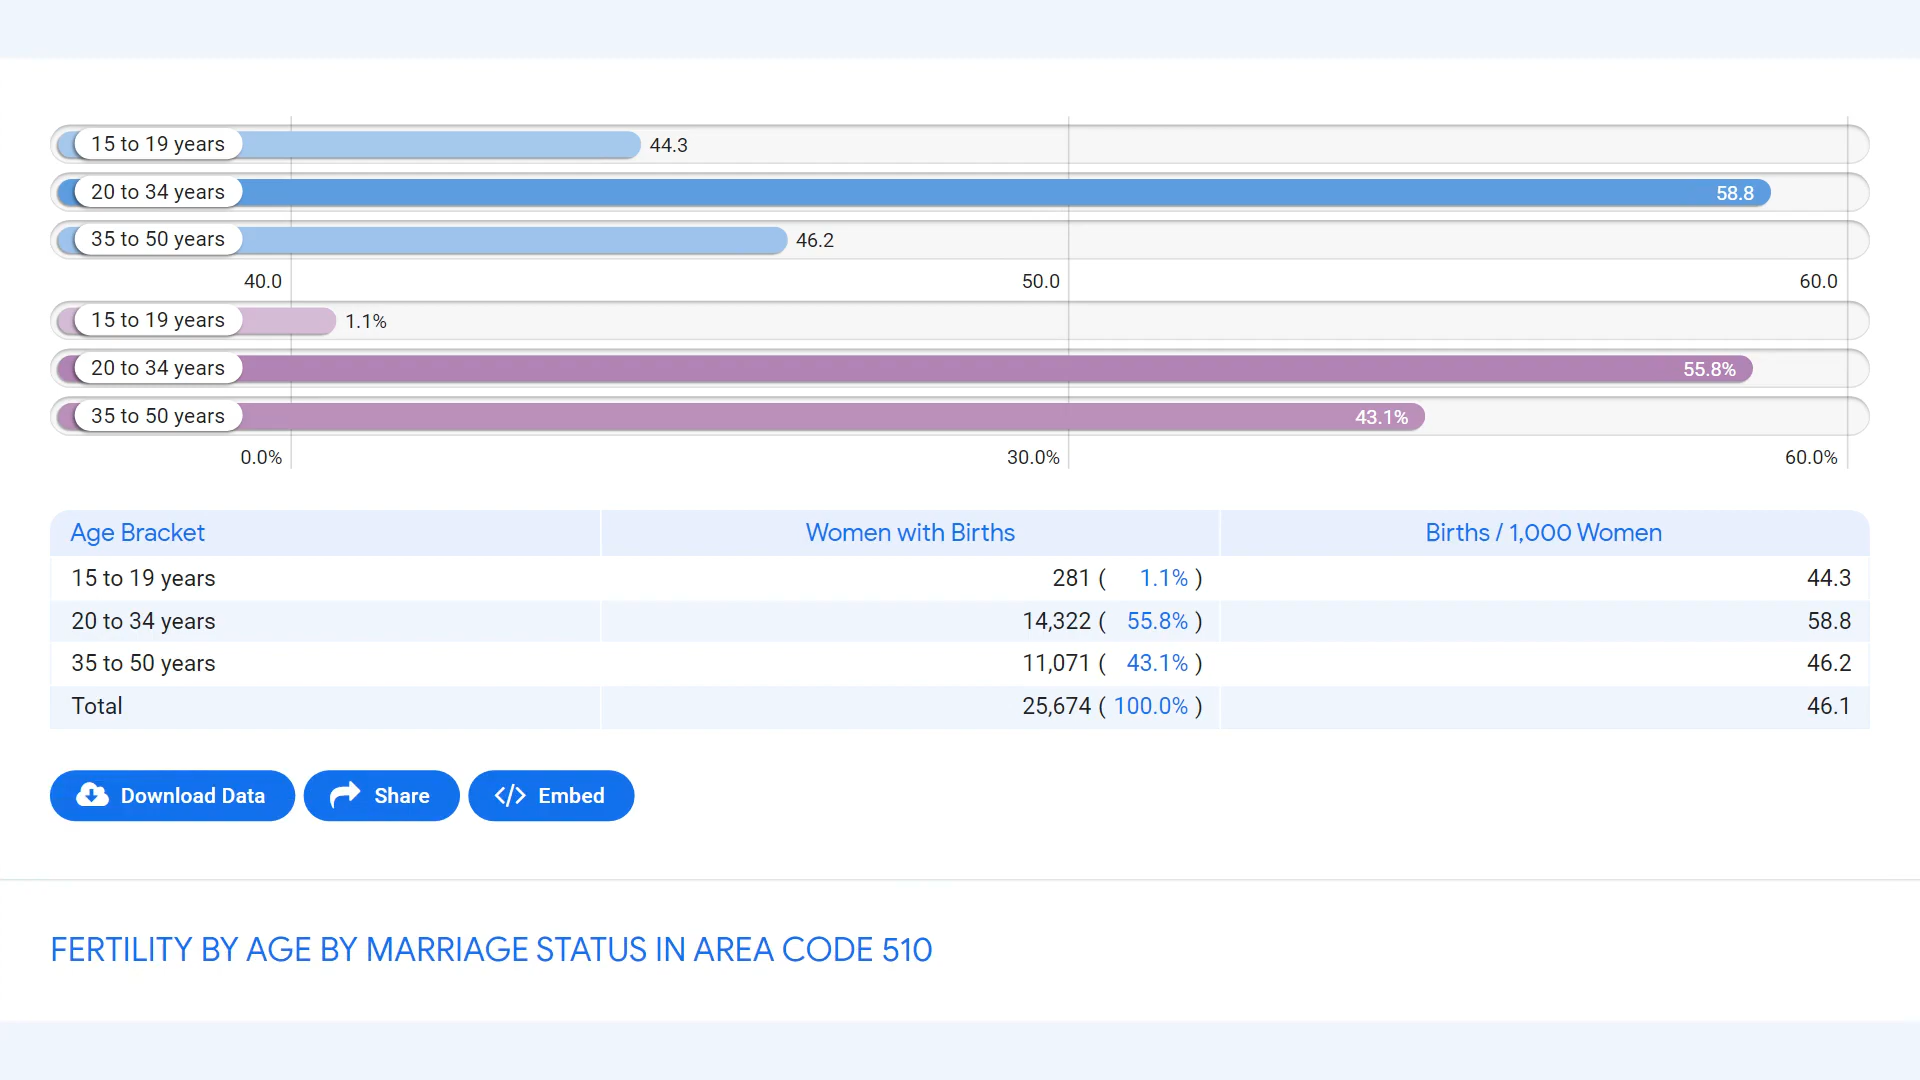 15 to 19 years 44.3
20 to 34 years 58.8
35 to 50 years 46.2
40.0 50.0 60.0
15 to 19 years 1.1%
20 to 34 years 55.8%
35 to 50 years 43.1%
0.0% 30.0% 60.0%
Age Bracket Women with Births Births / 1,000 Women
15 to 19 years 281 ( 1.1% ) 44.3
20 to 34 years 14,322 ( 55.8% ) 58.8
35 to 50 years 11,071 ( 43.1% ) 46.2
Total 25,674 ( 100.0% ) 46.1
Download Data Share </> Embed
FERTILITY BY AGE BY MARRIAGE STATUS IN AREA CODE 510